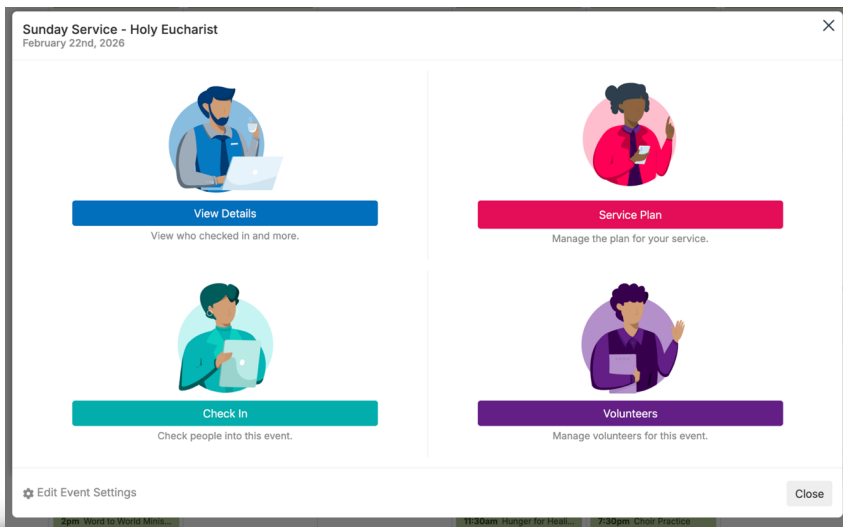 Sunday Service - Holy Eucharist
February 22nd, 2026
View Details
View who checked in and more.
Service Plan
Manage the plan for your service.
Check In
Check people into this event.
Volunteers
Manage volunteers for this event.
Edit Event Settings
Close
2pm Word to World Minis...
11:30am Hunger for Heali...
7:30pm Choir Practice